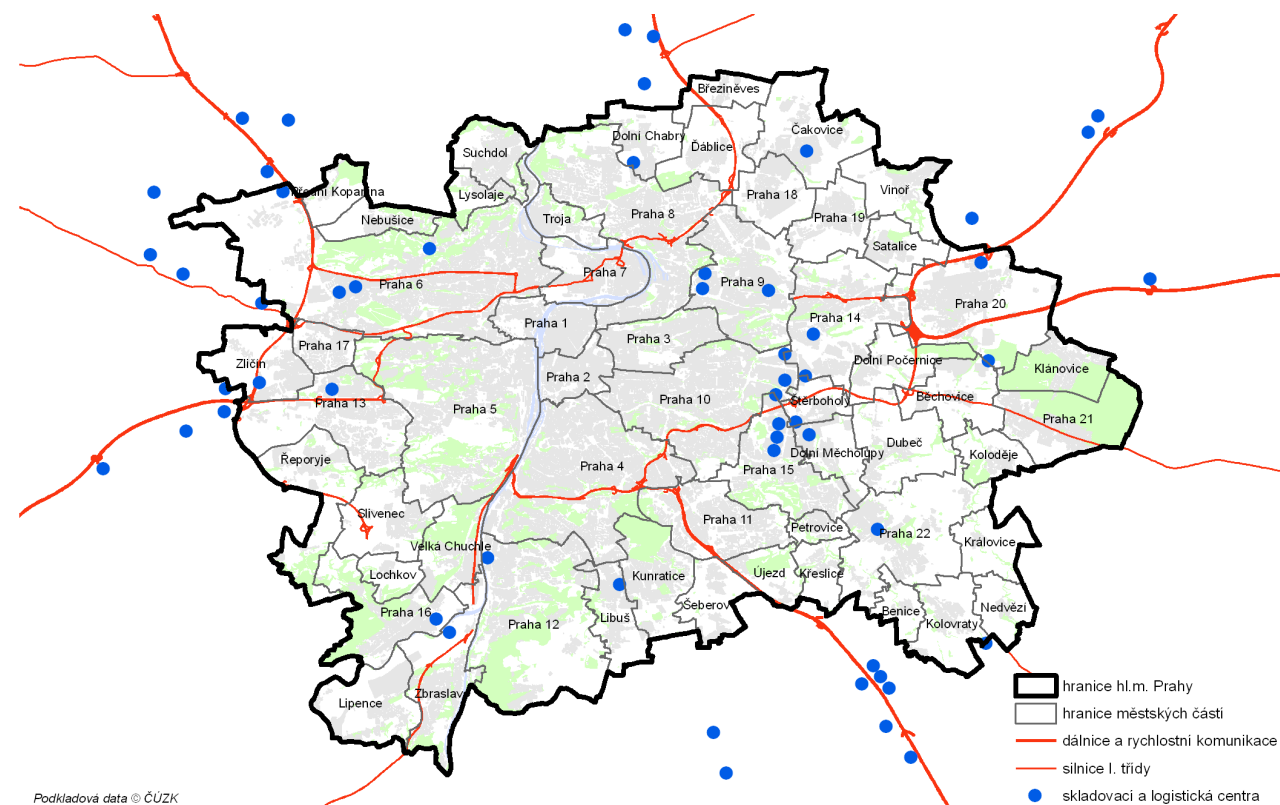 Březiněves
Dolní Chabry
Čakovice
Ďáblice
Suchdol
Přední Kopanina
Lysolaje
Praha 18
Vinoř
Nebušice
Troja
Praha 8
Praha 19
Satalice
Praha 7
Praha 6
Praha 9
Praha 20
Praha 14
Praha 1
Praha 3
Praha 17
Dolní Počernice
Zličín
Klánovice
Praha 2
Praha 13
Praha 5
Praha 10
Štěrboholy
Běchovice
Praha 21
Dubeč
Řeporyje
Praha 4
Praha 15
Dolní Měcholupy
Koloděje
Slivenec
Praha 11
Petrovice
Praha 22
Královice
Velká Chuchle
Lochkov
Kunratice
Újezd
Křeslice
Praha 16
Praha 12
Libuš
Šeberov
Benice
Kolovraty
Nedvězí
Lipence
Zbraslav
hranice hl.m. Prahy
hranice městských částí
dálnice a rychlostní komunikace
silnice I. třídy
skladovací a logistická centra
Podkladová data © ČÚZK